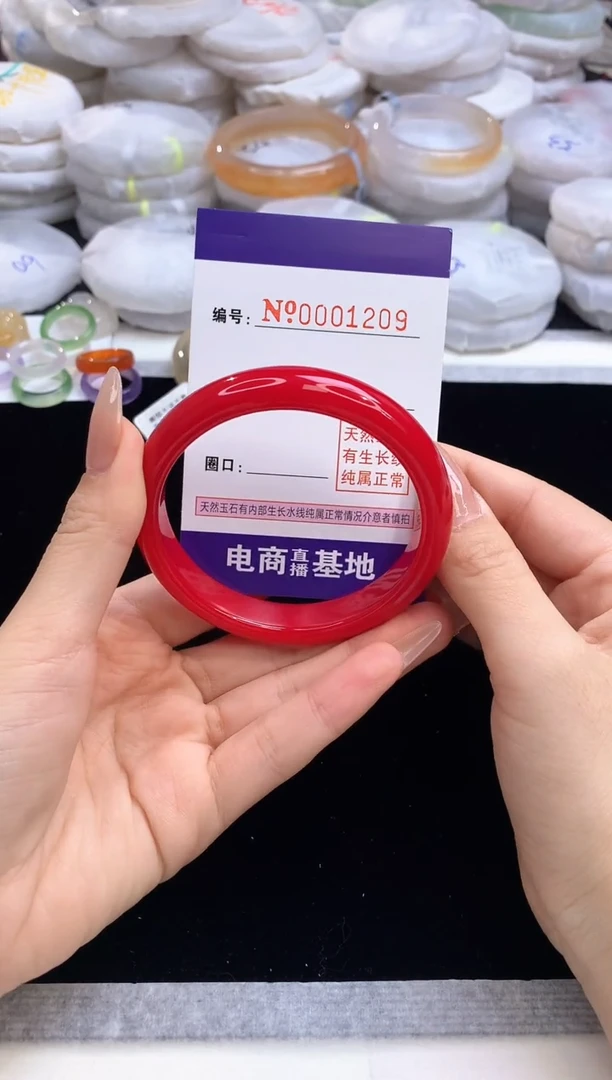 编号: Nº0001209
天然
有生长纹
纯属正常
圈口:
天然玉石有内部生长水线纯属正常情况介意者慎拍
电商直播基地